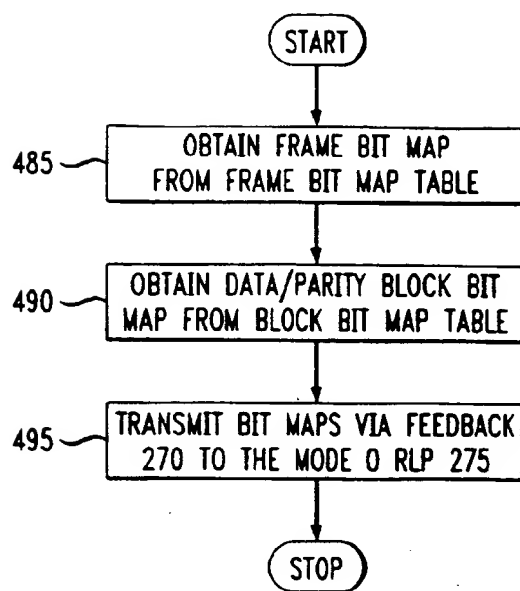 START
485
OBTAIN FRAME BIT MAP
FROM FRAME BIT MAP TABLE
490
OBTAIN DATA/PARITY BLOCK BIT
MAP FROM BLOCK BIT MAP TABLE
495
TRANSMIT BIT MAPS VIA FEEDBACK
270 TO THE MODE 0 RLP 275
STOP